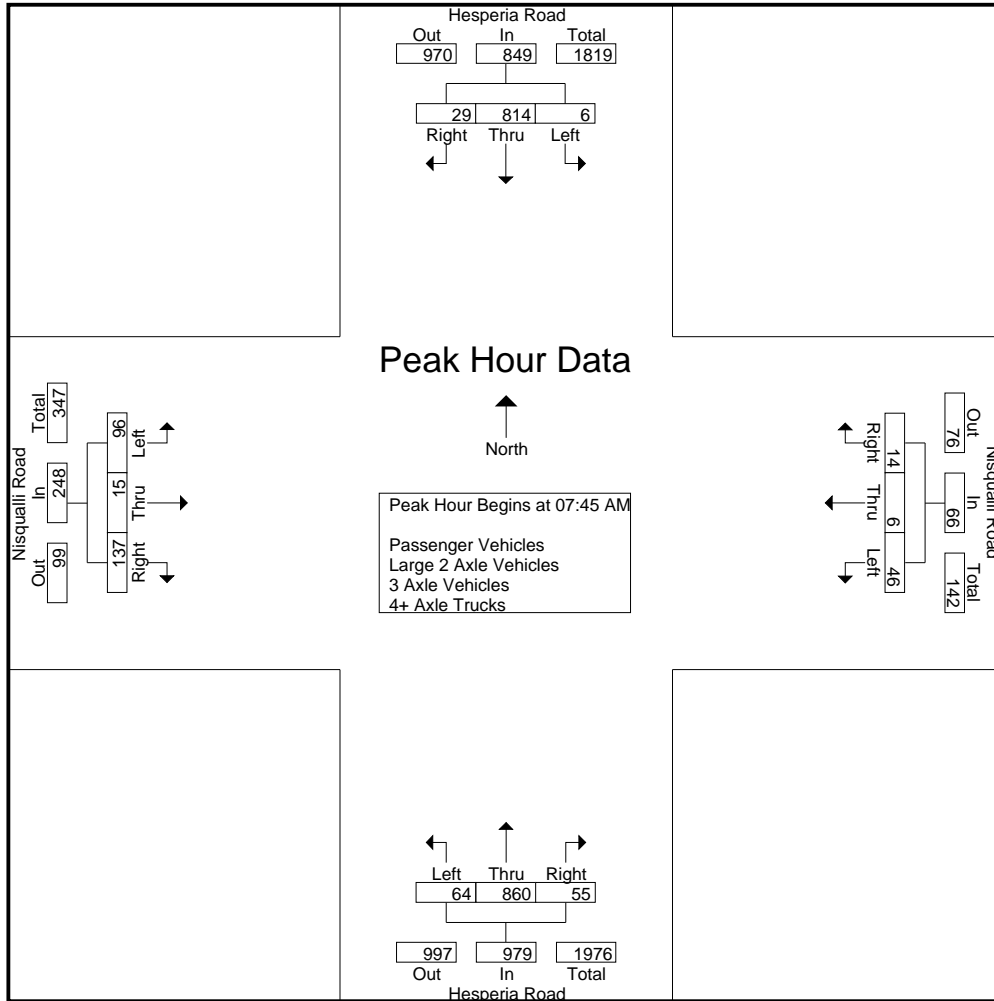 Hesperia Road
Out In Total
970 849 1819
29 814 6
Right Thru Left
Peak Hour Data
North
Peak Hour Begins at 07:45 AM
Passenger Vehicles
Large 2 Axle Vehicles
3 Axle Vehicles
4+ Axle Trucks
Nisqualli Road
Total In Out
347 248 99
96 15 137
Left Thru Right
Nisqualli Road
Out In Total
76 66 142
14 6 46
Right Thru Left
Left Thru Right
64 860 55
997 979 1976
Out In Total
Hesperia Road